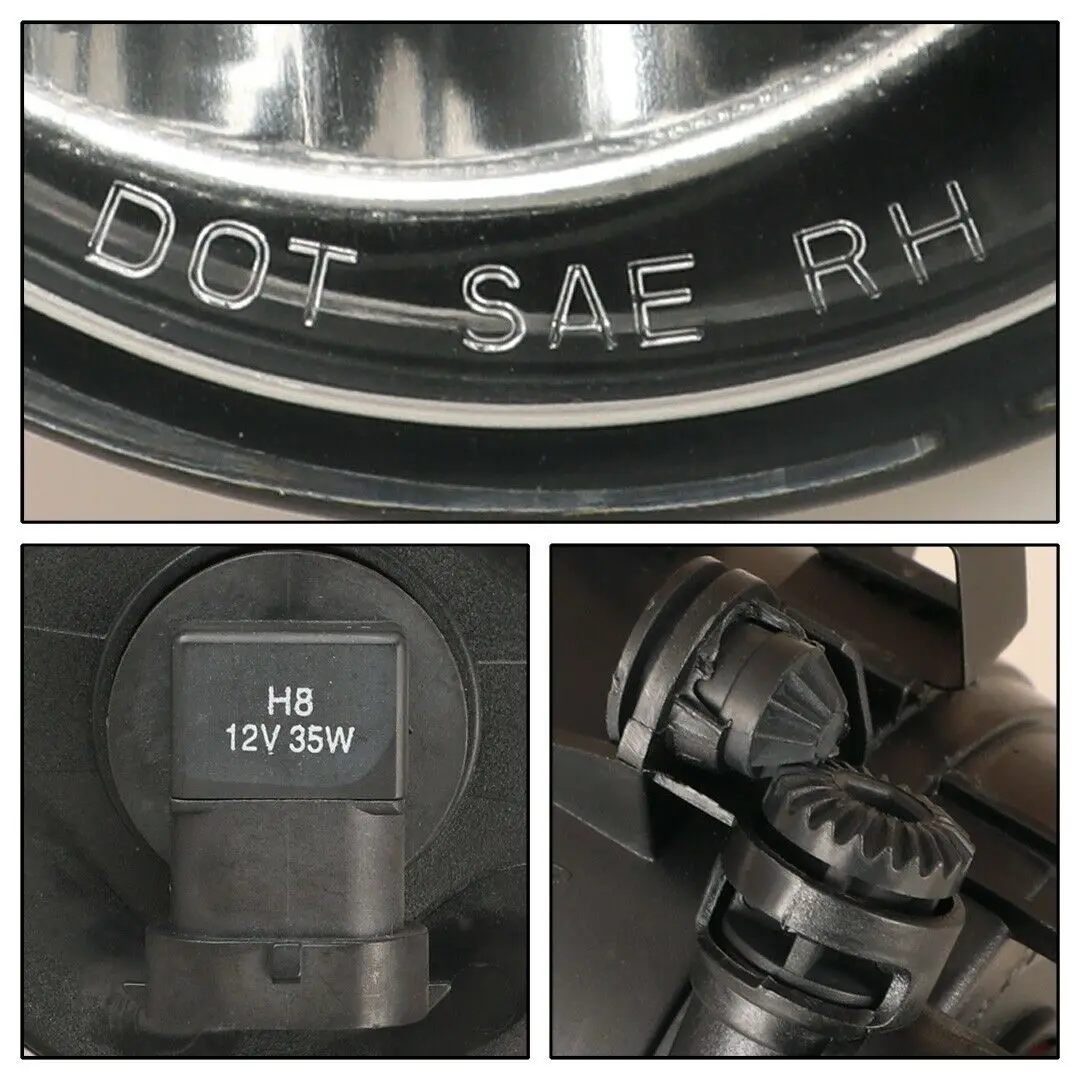 DOT SAE RH
H8
12V 35W